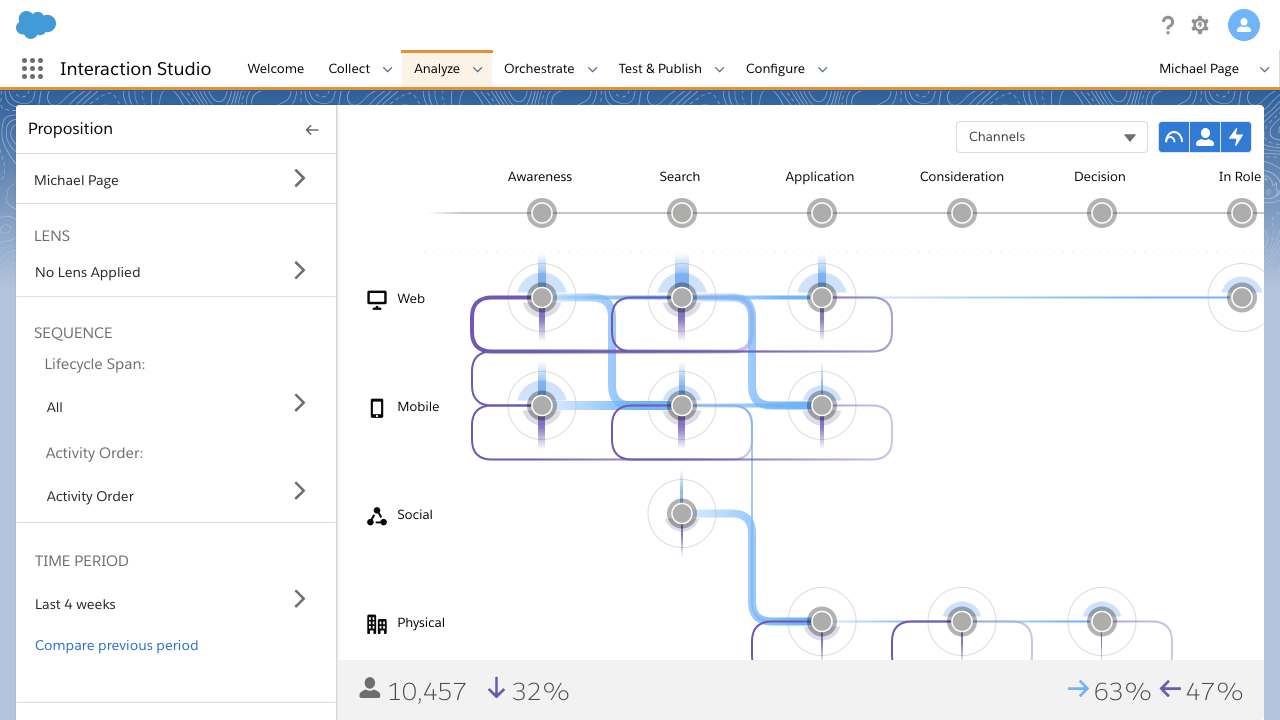 Interaction Studio Welcome Collect Analyze Orchestrate Test & Publish Configure Michael Page
Proposition
Michael Page
LENS
No Lens Applied
SEQUENCE
Lifecycle Span:
All
Activity Order:
Activity Order
TIME PERIOD
Last 4 weeks
Compare previous period
Channels
Awareness Search Application Consideration Decision In Role
Web
Mobile
Social
Physical
10,457 32% 63% 47%